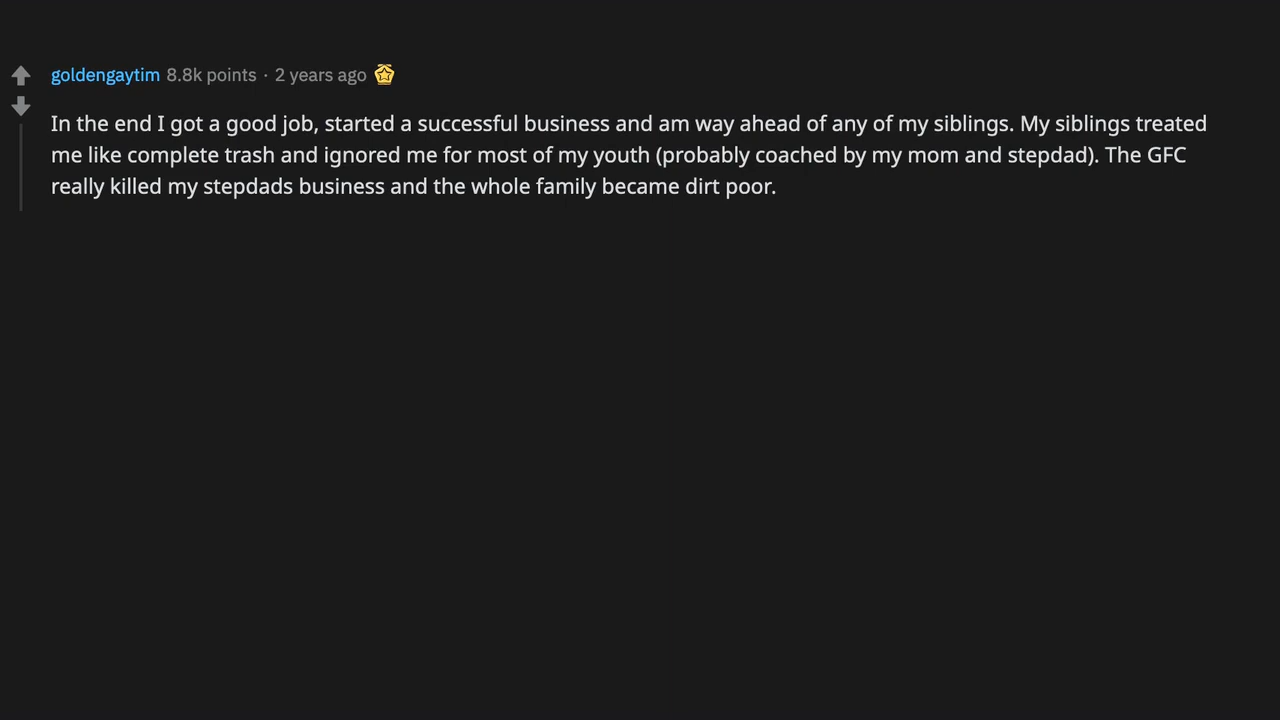 goldengaytim 8.8k points · 2 years ago
In the end I got a good job, started a successful business and am way ahead of any of my siblings. My siblings treated
me like complete trash and ignored me for most of my youth (probably coached by my mom and stepdad). The GFC
really killed my stepdads business and the whole family became dirt poor.